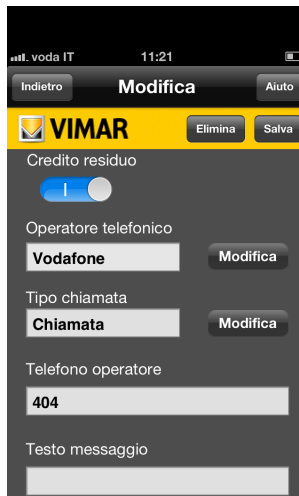 voda IT 11:21
Indietro Modifica Aiuto
VIMAR Elimina Salva
Credito residuo
Operatore telefonico
Vodafone Modifica
Tipo chiamata
Chiamata Modifica
Telefono operatore
404
Testo messaggio